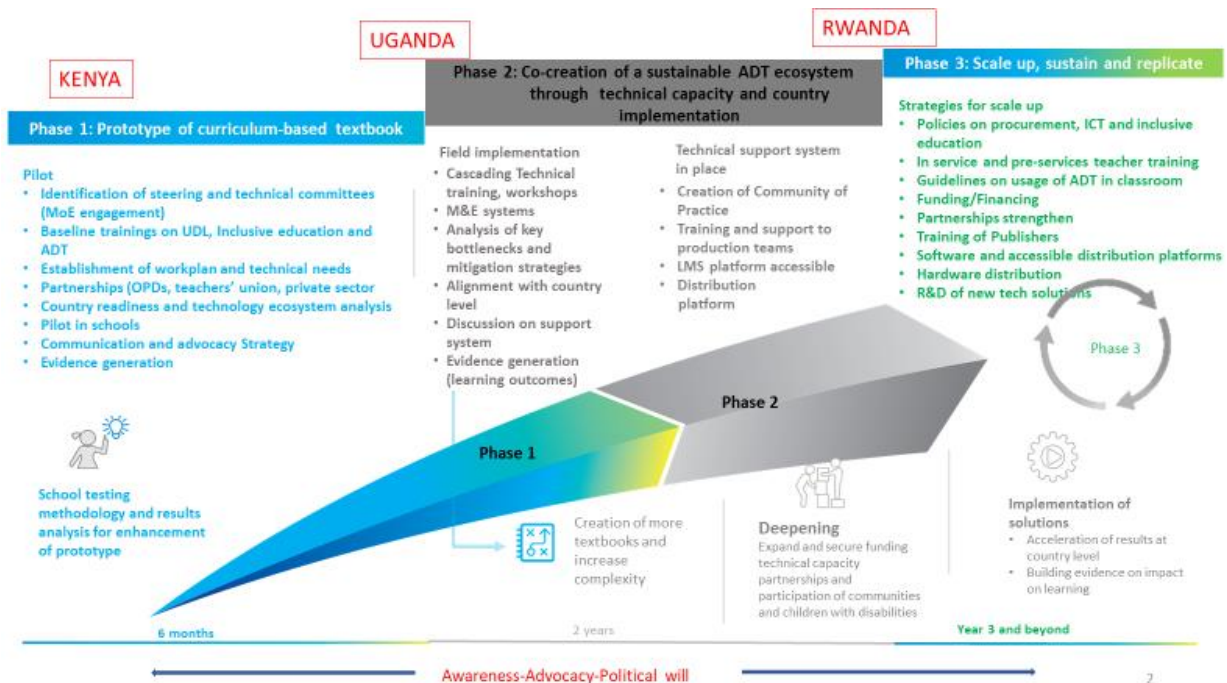 KENYA
UGANDA
RWANDA
Phase 1: Prototype of curriculum-based textbook
Pilot
• Identification of steering and technical committees
(MoE engagement)
• Baseline trainings on UDL, Inclusive education and
ADT
• Establishment of workplan and technical needs
• Partnerships (OPDs, teachers' union, private sector
• Country readiness and technology ecosystem analysis
• Pilot in schools
• Communication and advocacy Strategy
• Evidence generation
School testing
methodology and results
analysis for enhancement
of prototype
Phase 2: Co-creation of a sustainable ADT ecosystem
through technical capacity and country
implementation
Field implementation
• Cascading Technical
training, workshops
• M&E systems
• Analysis of key
bottlenecks and
mitigation strategies
• Alignment with country
level
• Discussion on support
system
• Evidence generation
(learning outcomes)
Technical support system
in place
• Creation of Community of
Practice
• Training and support to
production teams
• LMS platform accessible
• Distribution
platform
Phase 3: Scale up, sustain and replicate
Strategies for scale up
• Policies on procurement, ICT and inclusive
education
• In service and pre-services teacher training
• Guidelines on usage of ADT in classroom
• Funding/Financing
• Partnerships strengthen
• Training of Publishers
• Software and accessible distribution platforms
• Hardware distribution
• R&D of new tech solutions
Phase 1
Phase 2
Phase 3
Creation of more
textbooks and
increase
complexity
Deepening
Expand and secure funding
technical capacity
partnerships and
participation of communities
and children with disabilities
Implementation of
solutions
• Acceleration of results at
country level
• Building evidence on impact
on learning
6 months
2 years
Year 3 and beyond
Awareness-Advocacy-Political will
2